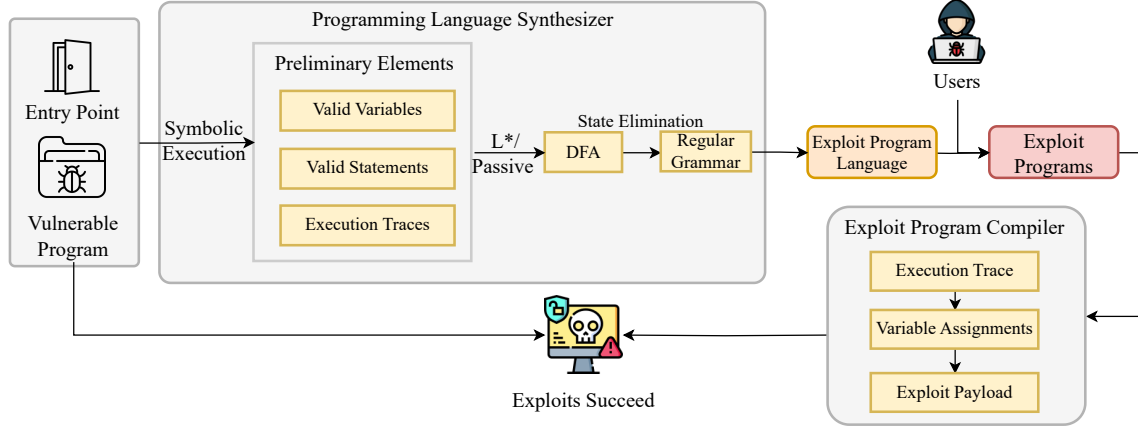 Programming Language Synthesizer
Entry Point
Vulnerable
Program
Symbolic
Execution
Preliminary Elements
Valid Variables
Valid Statements
Execution Traces
L*/
Passive
State Elimination
DFA
Regular
Grammar
Exploit Program
Language
Users
Exploit
Programs
Exploit Program Compiler
Execution Trace
Variable Assignments
Exploit Payload
Exploits Succeed